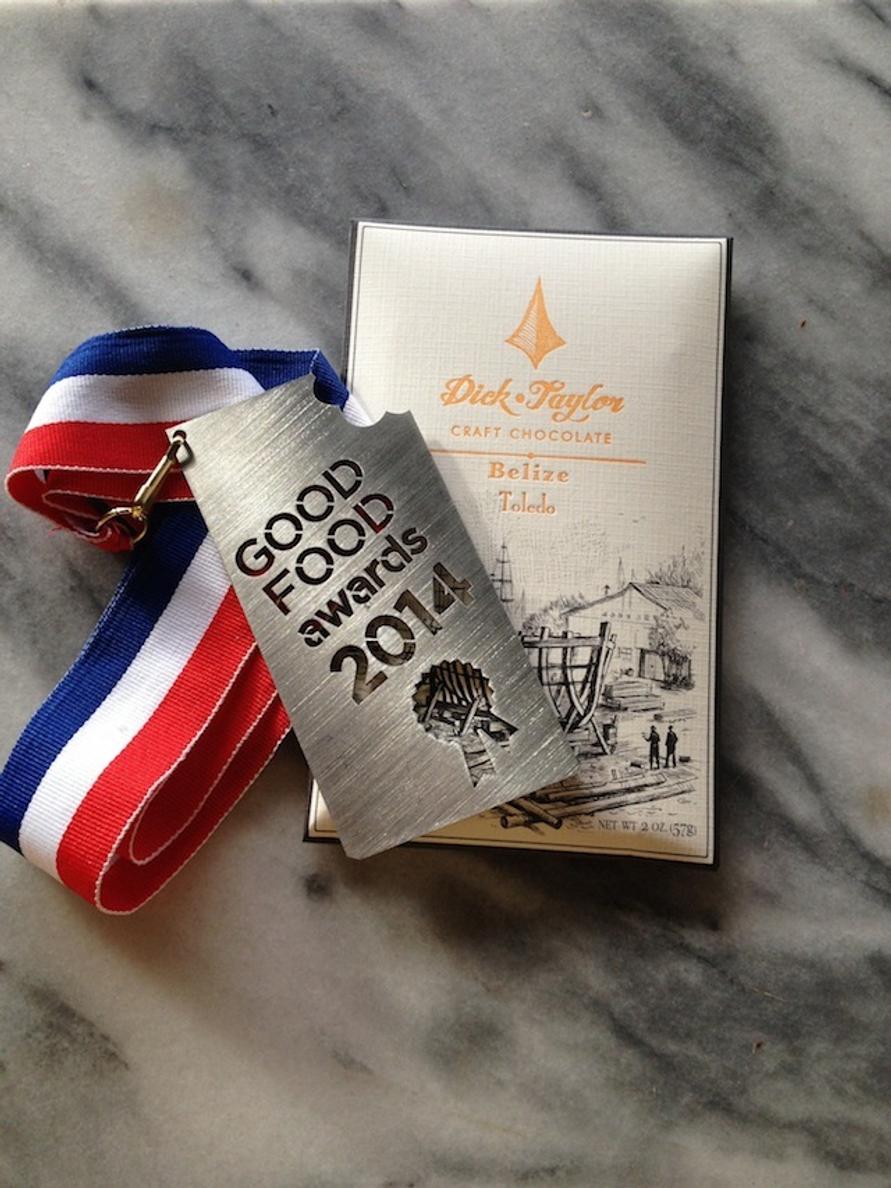 GOOD
FOOD
awards
2014
Dick • Taylor
CRAFT CHOCOLATE
Belize
Toledo
NET WT 2 OZ. (57g)